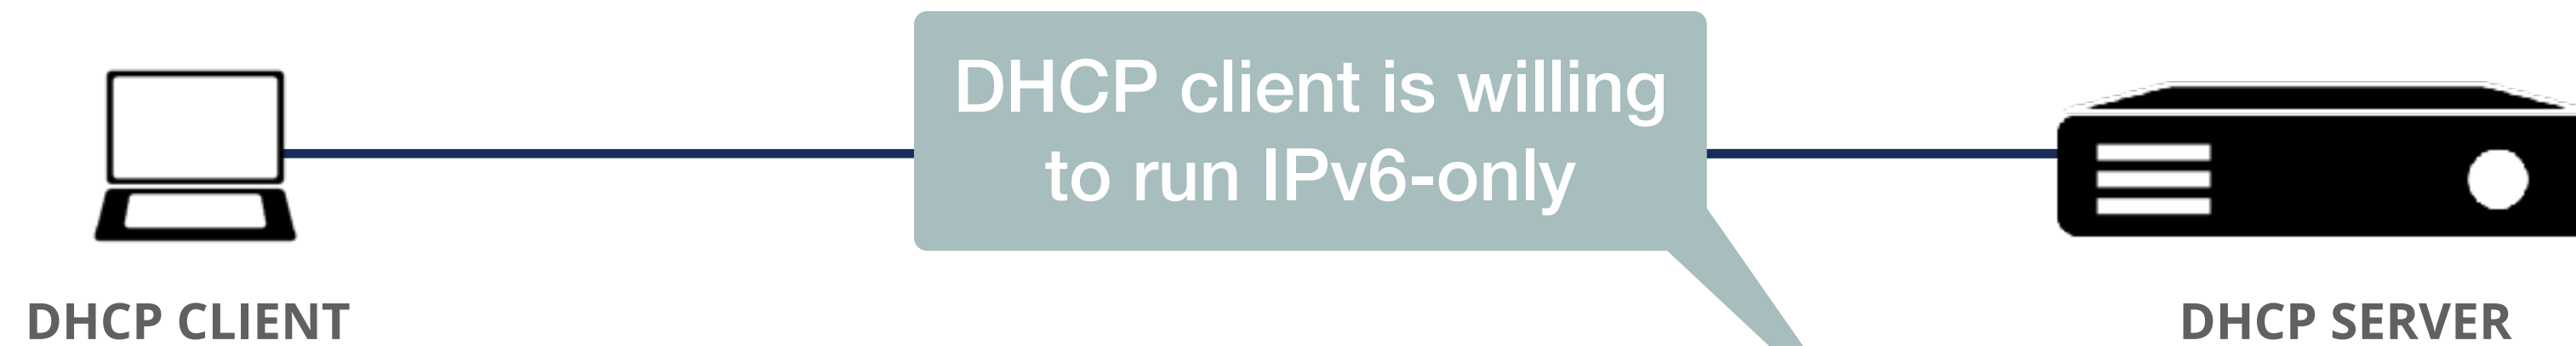 DHCP client is willing
to run IPv6-only
DHCP CLIENT
DHCP SERVER